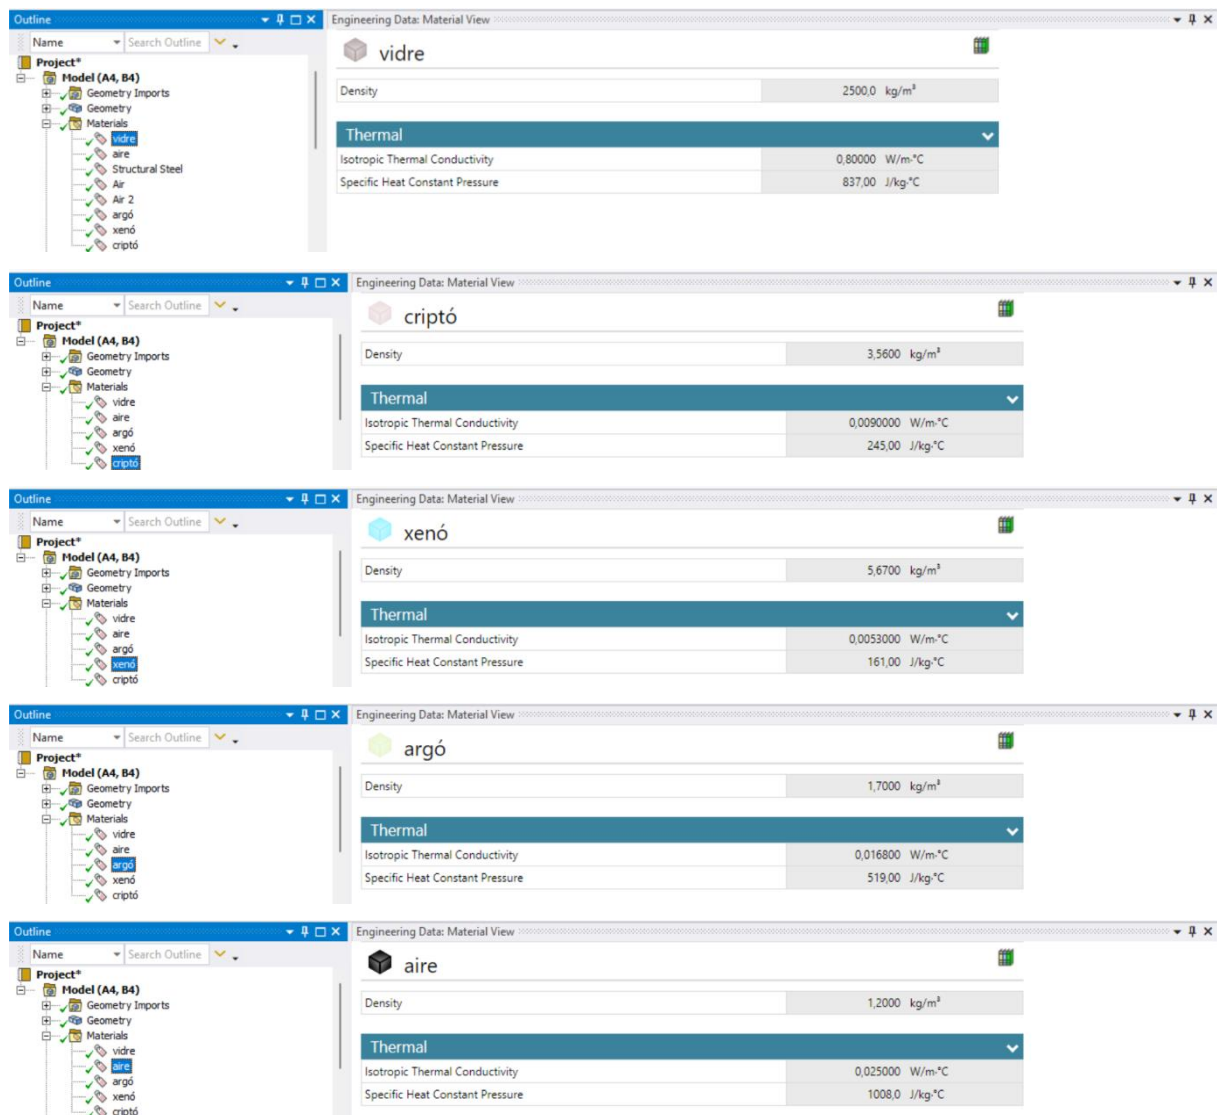 Outline
Engineering Data: Material View
Name Search Outline
Project*
Model (A4, B4)
Geometry Imports
Geometry
Materials
vidre
aire
Structural Steel
Air
Air 2
argó
xenó
criptó
vidre
Density 2500,0 kg/m³
Thermal
Isotropic Thermal Conductivity 0,80000 W/m·°C
Specific Heat Constant Pressure 837,00 J/kg·°C
Outline
Engineering Data: Material View
Name Search Outline
Project*
Model (A4, B4)
Geometry Imports
Geometry
Materials
vidre
aire
argó
xenó
criptó
criptó
Density 3,5600 kg/m³
Thermal
Isotropic Thermal Conductivity 0,0090000 W/m·°C
Specific Heat Constant Pressure 245,00 J/kg·°C
Outline
Engineering Data: Material View
Name Search Outline
Project*
Model (A4, B4)
Geometry Imports
Geometry
Materials
vidre
aire
argó
xenó
criptó
xenó
Density 5,6700 kg/m³
Thermal
Isotropic Thermal Conductivity 0,0053000 W/m·°C
Specific Heat Constant Pressure 161,00 J/kg·°C
Outline
Engineering Data: Material View
Name Search Outline
Project*
Model (A4, B4)
Geometry Imports
Geometry
Materials
vidre
aire
argó
xenó
criptó
argó
Density 1,7000 kg/m³
Thermal
Isotropic Thermal Conductivity 0,016800 W/m·°C
Specific Heat Constant Pressure 519,00 J/kg·°C
Outline
Engineering Data: Material View
Name Search Outline
Project*
Model (A4, B4)
Geometry Imports
Geometry
Materials
vidre
aire
argó
xenó
criptó
aire
Density 1,2000 kg/m³
Thermal
Isotropic Thermal Conductivity 0,025000 W/m·°C
Specific Heat Constant Pressure 1008,0 J/kg·°C